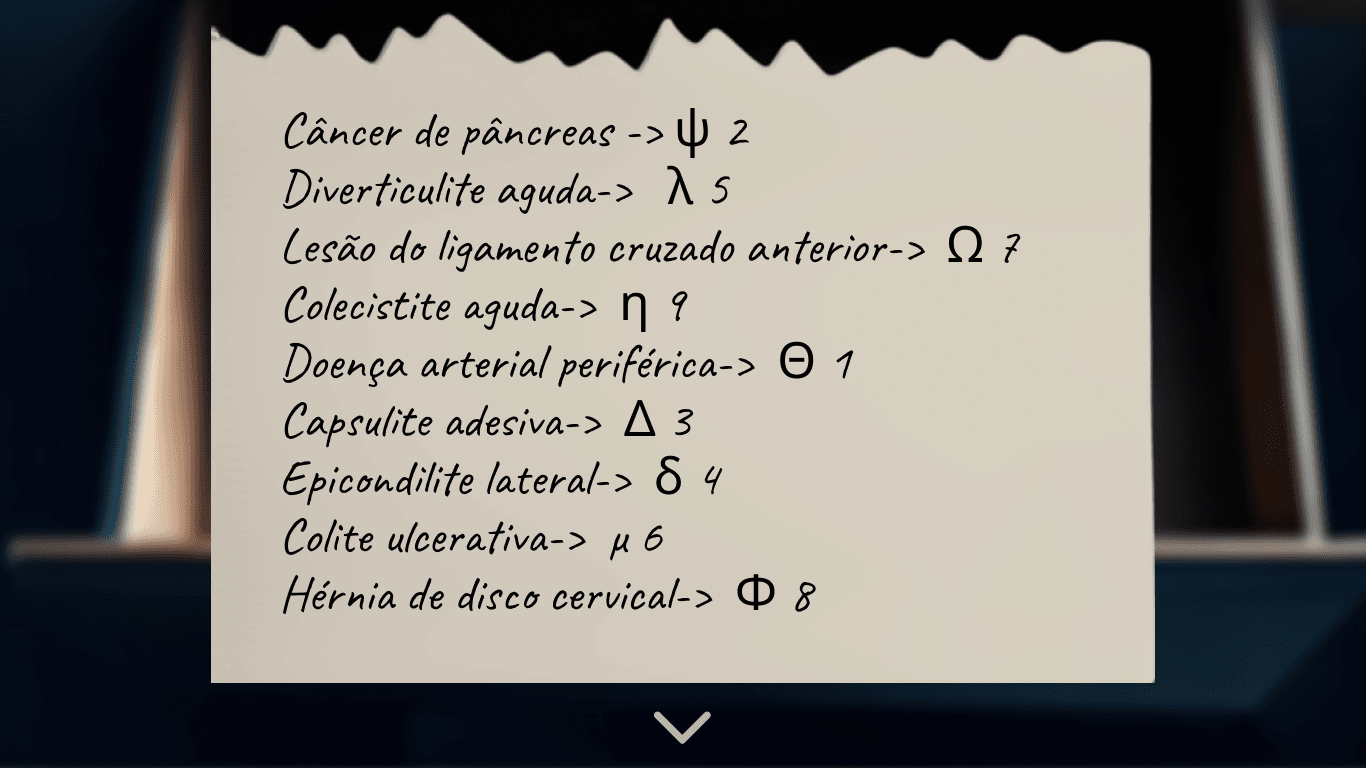 Câncer de pâncreas -> ψ 2
Diverticulite aguda-> λ 5
Lesão do ligamento cruzado anterior-> Ω 7
Colecistite aguda-> η 9
Doença arterial periférica-> Θ 1
Capsulite adesiva-> Δ 3
Epicondilite lateral-> δ 4
Colite ulcerativa-> μ 6
Hérnia de disco cervical-> Φ 8